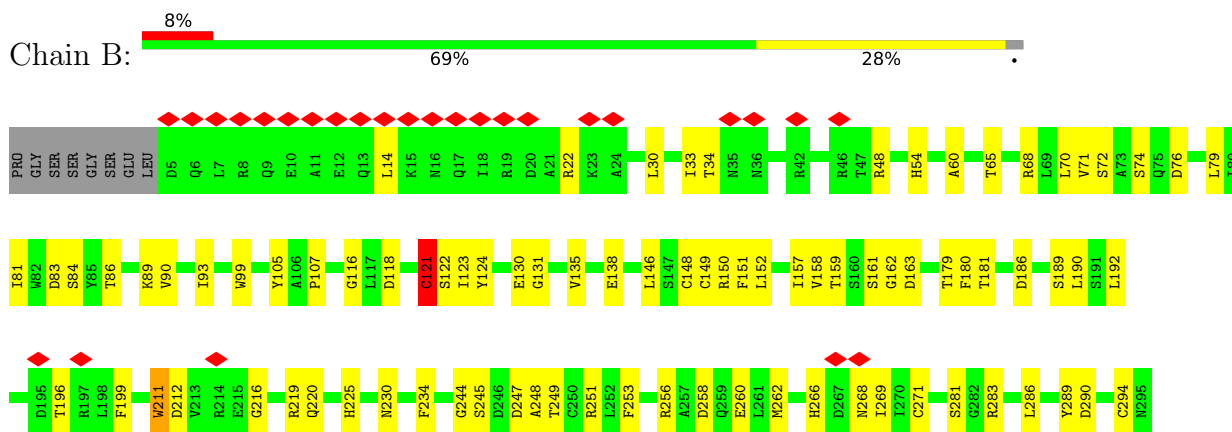 8%
Chain B:
69% 28% •
PRO GLY SER SER GLY SER GLU LEU D5 Q6 L7 R8 Q9 E10 A11 E12 Q13 L14 K15 N16 Q17 I18 R19 D20 A21 R22 K23 A24 L30 I33 T34 N35 N36 R42 R46 T47 R48 H54 A60 T65 R68 L69 L70 V71 S72 A73 S74 Q75 D76 L79 I80
I81 W82 D83 S84 Y85 T86 K89 V90 I93 W99 Y105 A106 P107 G116 L117 D118 C121 S122 I123 Y124 E130 G131 V135 E138 L146 S147 C148 C149 R150 F151 L152 I157 V158 T159 S160 S161 G162 D163 T179 F180 T181 D186 S189 L190 S191 L192
D195 T196 R197 L198 F199 W211 D212 V213 R214 E215 G216 R219 Q220 H225 N230 F234 G244 S245 D246 D247 A248 T249 C250 R251 L252 F253 R256 A257 D258 Q259 E260 L261 M262 H266 D267 N268 I269 I270 C271 S281 G282 R283 L286 Y289 D290 C294 N295